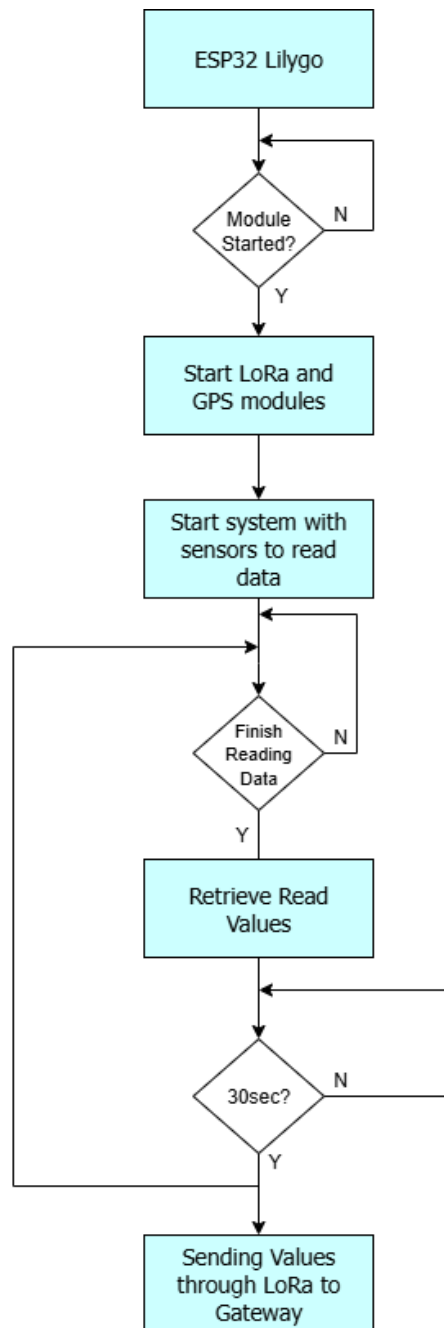 ESP32 Lilygo
Module
Started?
N
Y
Start LoRa and
GPS modules
Start system with
sensors to read
data
Finish
Reading
Data
N
Y
Retrieve Read
Values
30sec?
N
Y
Sending Values
through LoRa to
Gateway